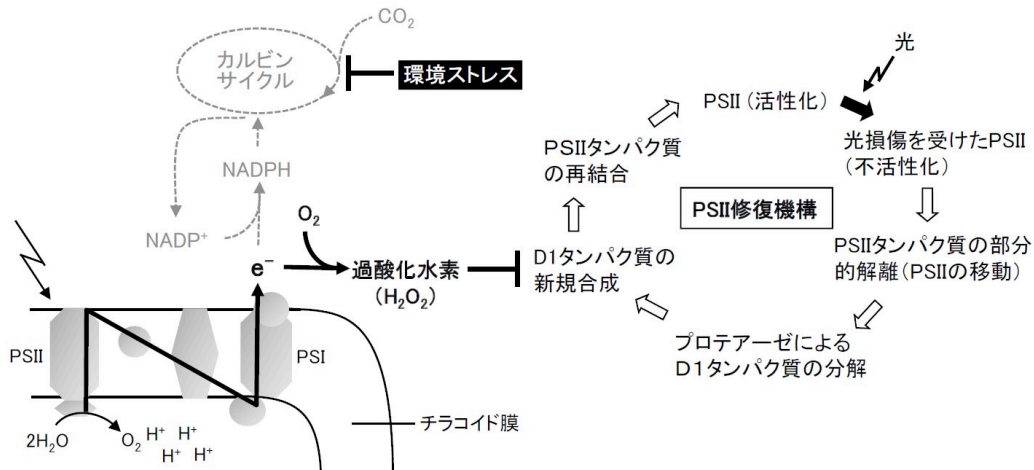 CO₂
カルビン
サイクル
環境ストレス
NADPH
NADP⁺
O₂
e⁻
過酸化水素
(H₂O₂)
PSII
PSI
2H₂O
O₂
H⁺
H⁺
H⁺
H⁺
チラコイド膜
光
PSII（活性化）
光損傷を受けたPSII
（不活性化）
PSIIタンパク質
の再結合
PSII修復機構
D1タンパク質の
新規合成
PSIIタンパク質の部分
的解離（PSIIの移動）
プロテアーゼによる
D１タンパク質の分解